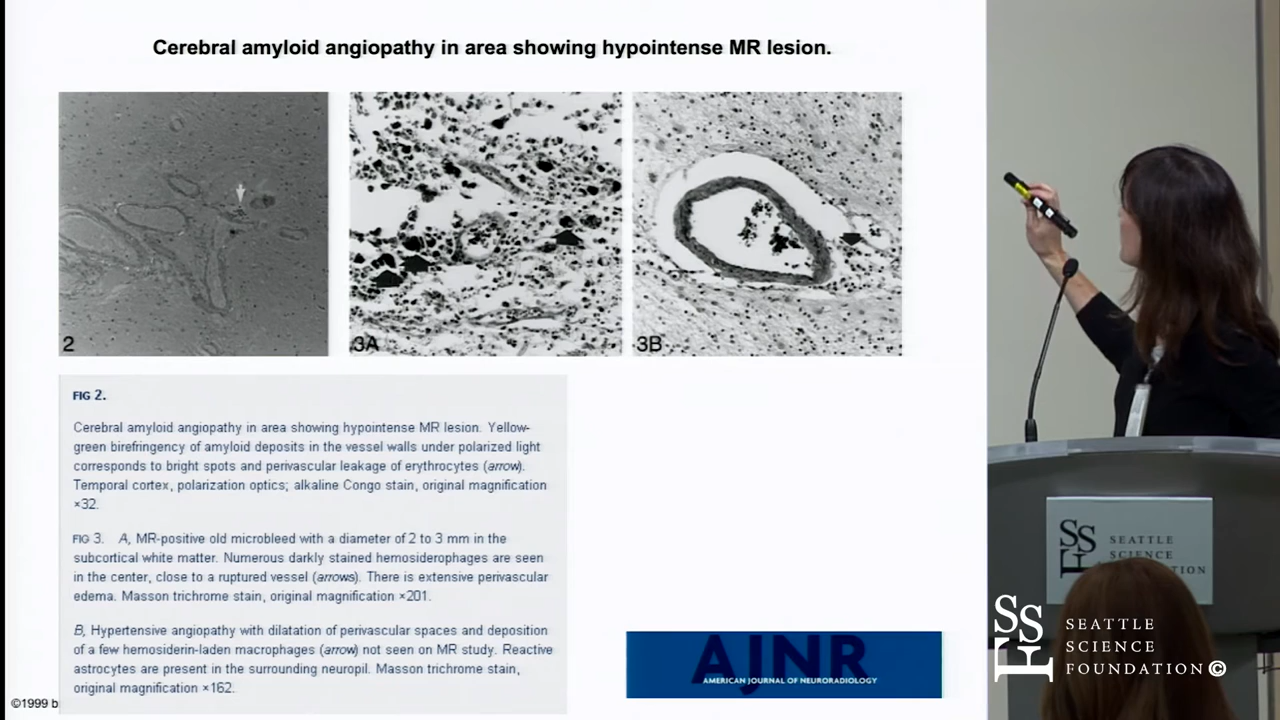 Cerebral amyloid angiopathy in area showing hypointense MR lesion.
2
3A
3B
FIG 2.
Cerebral amyloid angiopathy in area showing hypointense MR lesion. Yellow-
green birefringency of amyloid deposits in the vessel walls under polarized light
corresponds to bright spots and perivascular leakage of erythrocytes (arrow).
Temporal cortex, polarization optics; alkaline Congo stain, original magnification
×32.
FIG 3. A, MR-positive old microbleed with a diameter of 2 to 3 mm in the
subcortical white matter. Numerous darkly stained hemosiderophages are seen
in the center, close to a ruptured vessel (arrows). There is extensive perivascular
edema. Masson trichrome stain, original magnification ×201.
B, Hypertensive angiopathy with dilatation of perivascular spaces and deposition
of a few hemosiderin-laden macrophages (arrow) not seen on MR study. Reactive
astrocytes are present in the surrounding neuropil. Masson trichrome stain,
original magnification ×162.
©1999 b
AJNR
AMERICAN JOURNAL OF NEURORADIOLOGY
SSF
SEATTLE
SCIENCE
SSF
SEATTLE
SCIENCE
FOUNDATION©